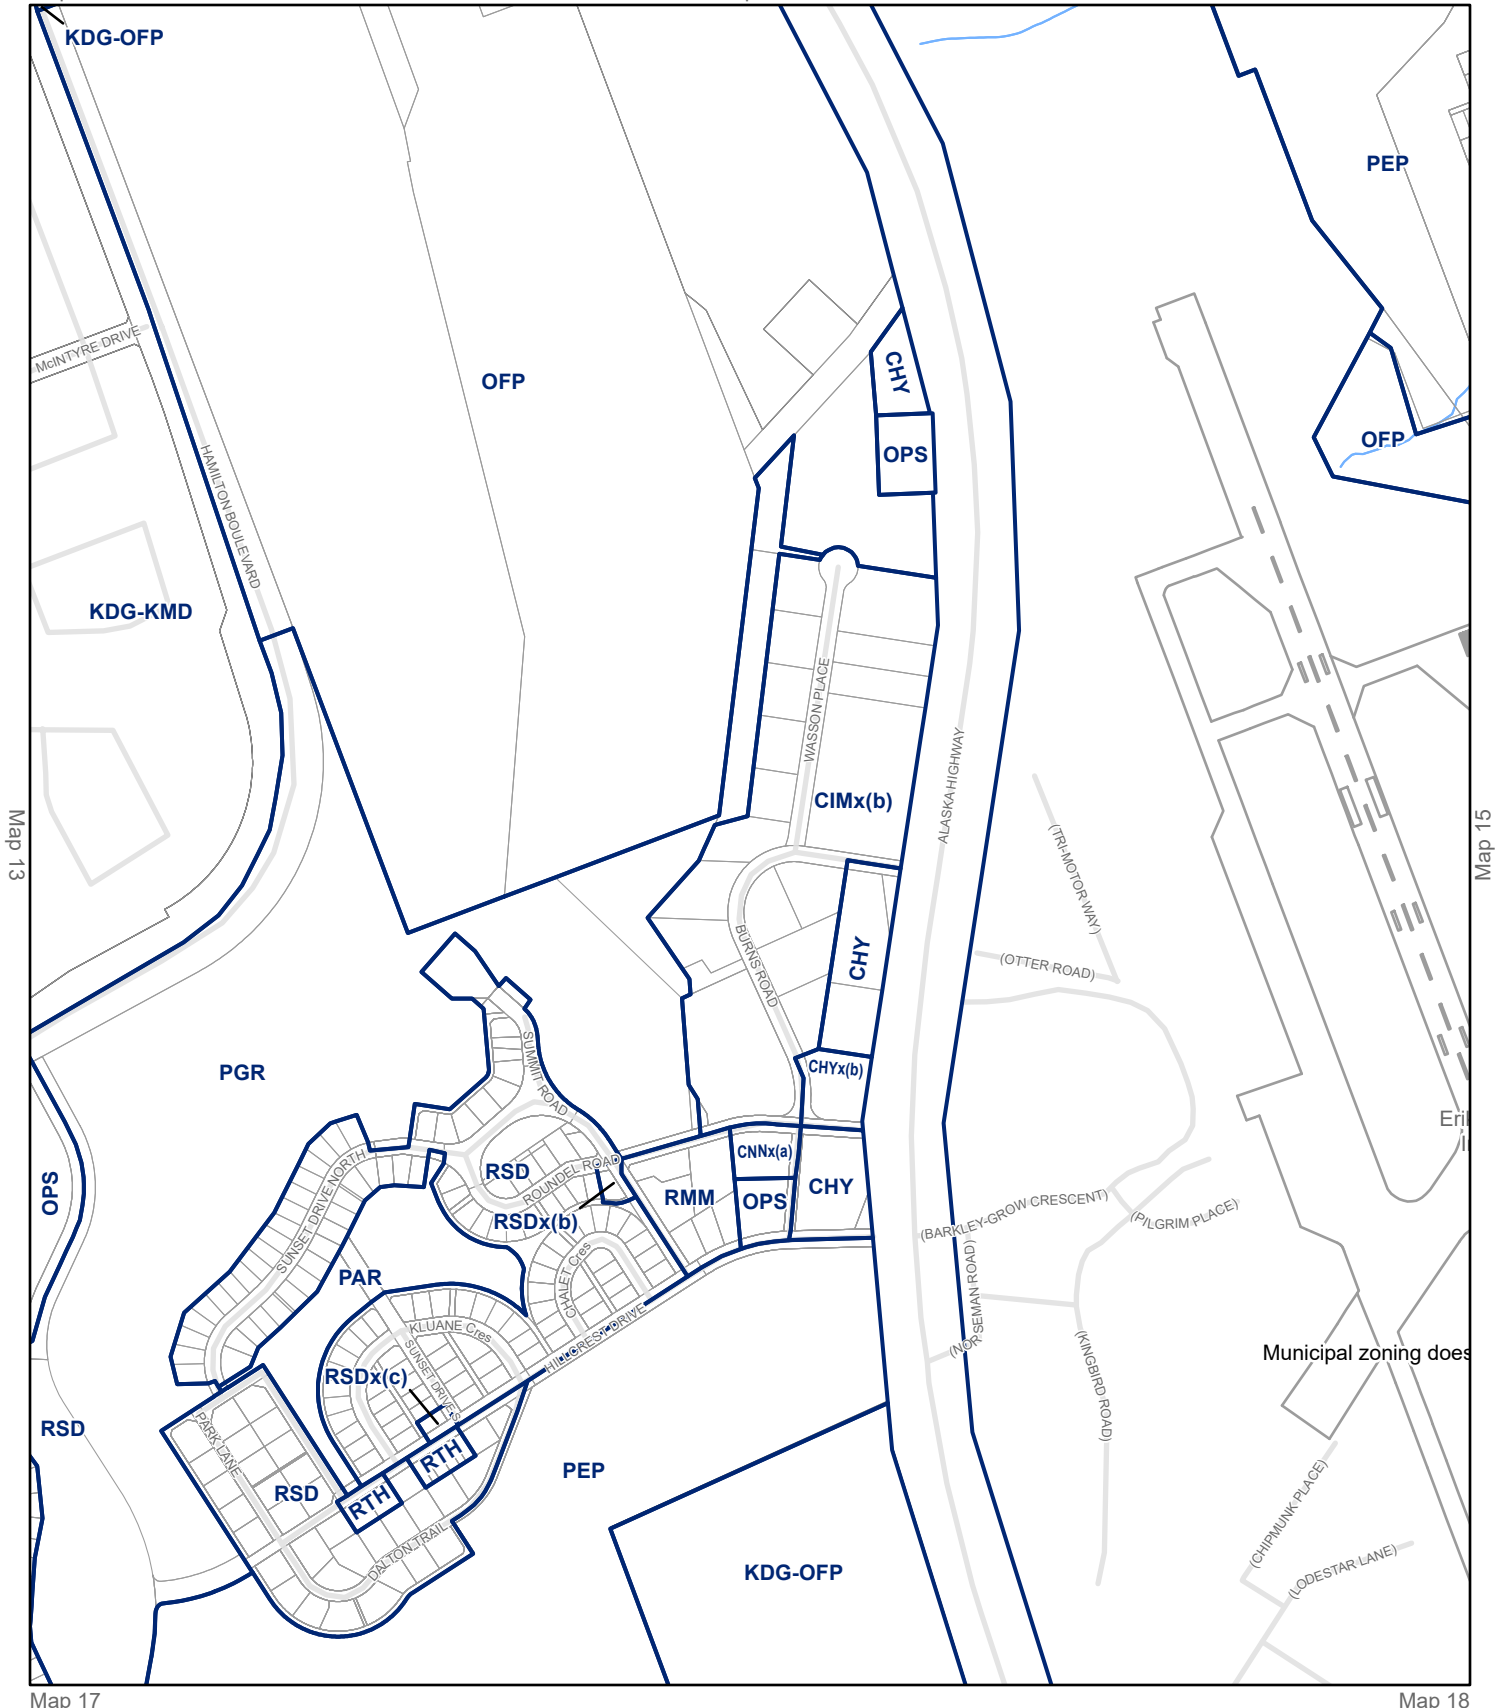 KDG-OFP
PEP
McINTYRE DRIVE
CHY
OFP
OPS
OFP
HAMILTON BOULEVARD
KDG-KMD
WASSON PLACE
CIMx(b)
ALASKA HIGHWAY
Map 13
Map 15
(TRI-MOTOR WAY)
BURNS ROAD
CHY
(OTTER ROAD)
SUMMIT ROAD
PGR
CHYx(b)
Eri
CNNx(a)
RSD
ROUNDEL ROAD
OPS
RMM
OPS
CHY
SUNSET DRIVE NORTH
RSDx(b)
(BARKLEY-GROW CRESCENT)
(PILGRIM PLACE)
CHALET Cres
PAR
KLUANE Cres
HILLCREST DRIVE
(NORSEMAN ROAD)
Municipal zoning does
RSDx(c)
SUNSET DRIVE S
(KINGBIRD ROAD)
RSD
PARK LANE
RTH
PEP
RSD
RTH
(CHIPMUNK PLACE)
DALTON TRAIL
KDG-OFP
(LODESTAR LANE)
Map 17
Map 18